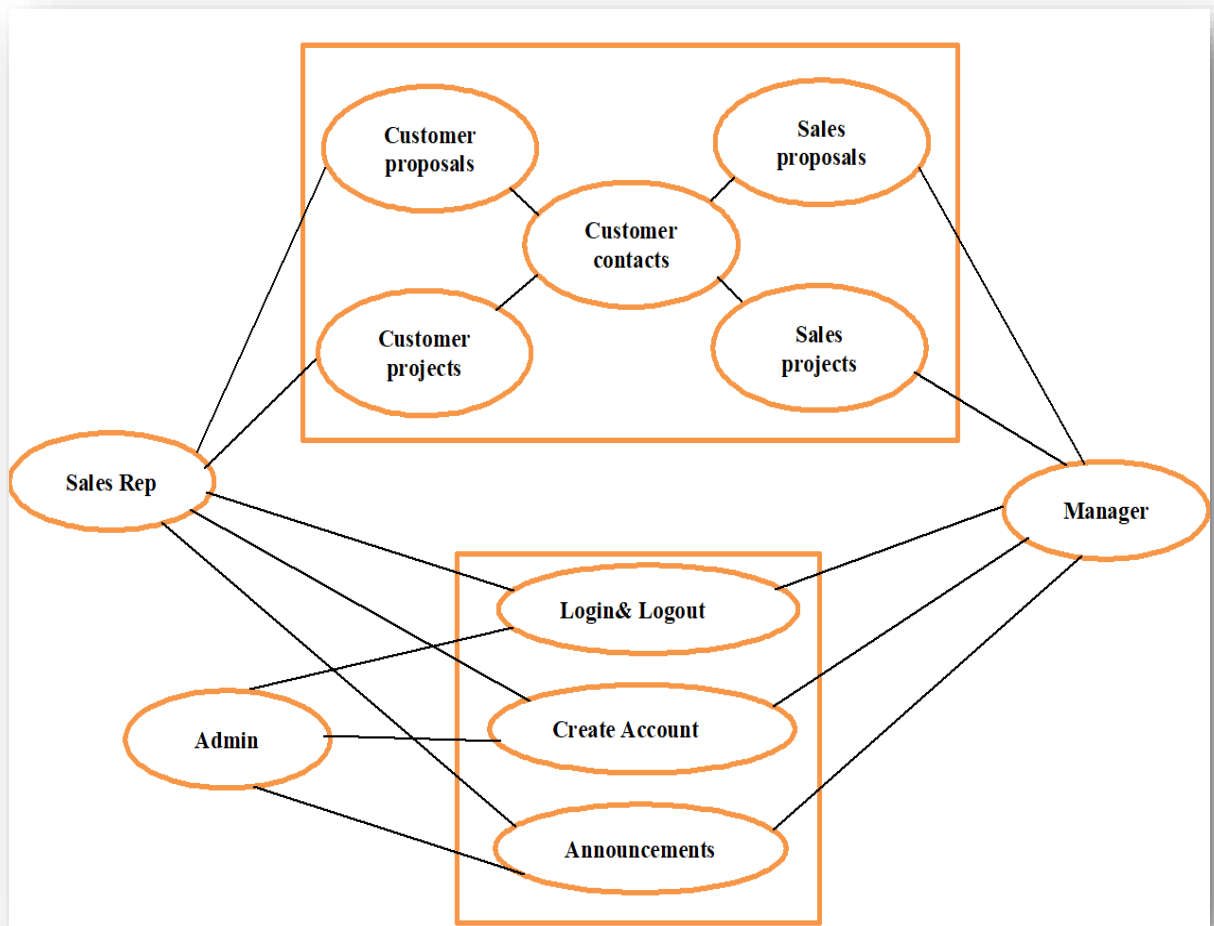 Customer
proposals
Sales
proposals
Customer
contacts
Customer
projects
Sales
projects
Sales Rep
Manager
Login& Logout
Admin
Create Account
Announcements